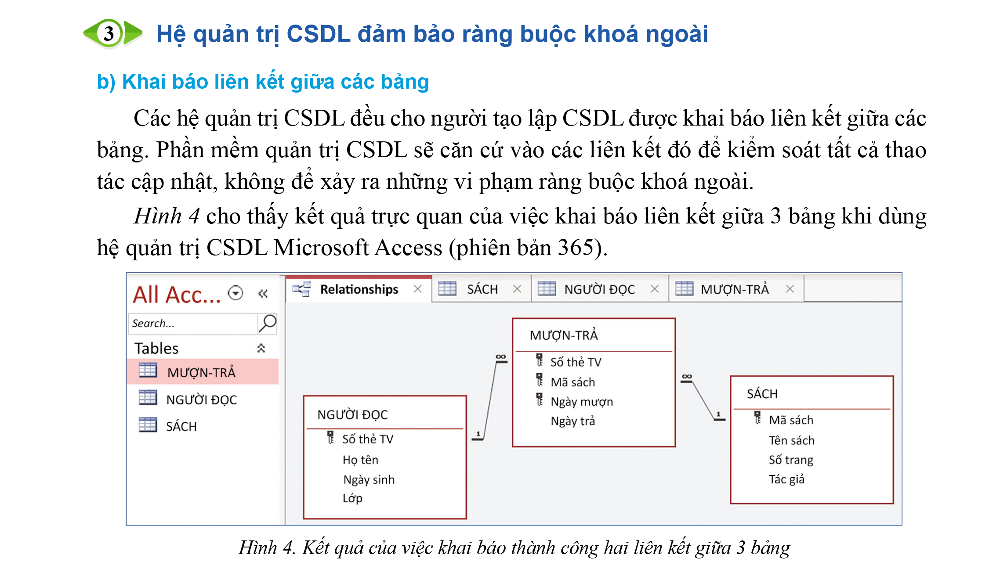 3 Hệ quản trị CSDL đảm bảo ràng buộc khoá ngoài
b) Khai báo liên kết giữa các bảng
Các hệ quản trị CSDL đều cho người tạo lập CSDL được khai báo liên kết giữa các
bảng. Phần mềm quản trị CSDL sẽ căn cứ vào các liên kết đó để kiểm soát tất cả thao
tác cập nhật, không để xảy ra những vi phạm ràng buộc khoá ngoài.
Hình 4 cho thấy kết quả trực quan của việc khai báo liên kết giữa 3 bảng khi dùng
hệ quản trị CSDL Microsoft Access (phiên bản 365).
All Acc...
Search...
Tables
MƯỢN-TRẢ
NGƯỜI ĐỌC
SÁCH
Relationships
SÁCH
NGƯỜI ĐỌC
MƯỢN-TRẢ
NGƯỜI ĐỌC
Số thẻ TV
Họ tên
Ngày sinh
Lớp
1
∞
MƯỢN-TRẢ
Số thẻ TV
Mã sách
Ngày mượn
Ngày trả
∞
1
SÁCH
Mã sách
Tên sách
Số trang
Tác giả
Hình 4. Kết quả của việc khai báo thành công hai liên kết giữa 3 bảng